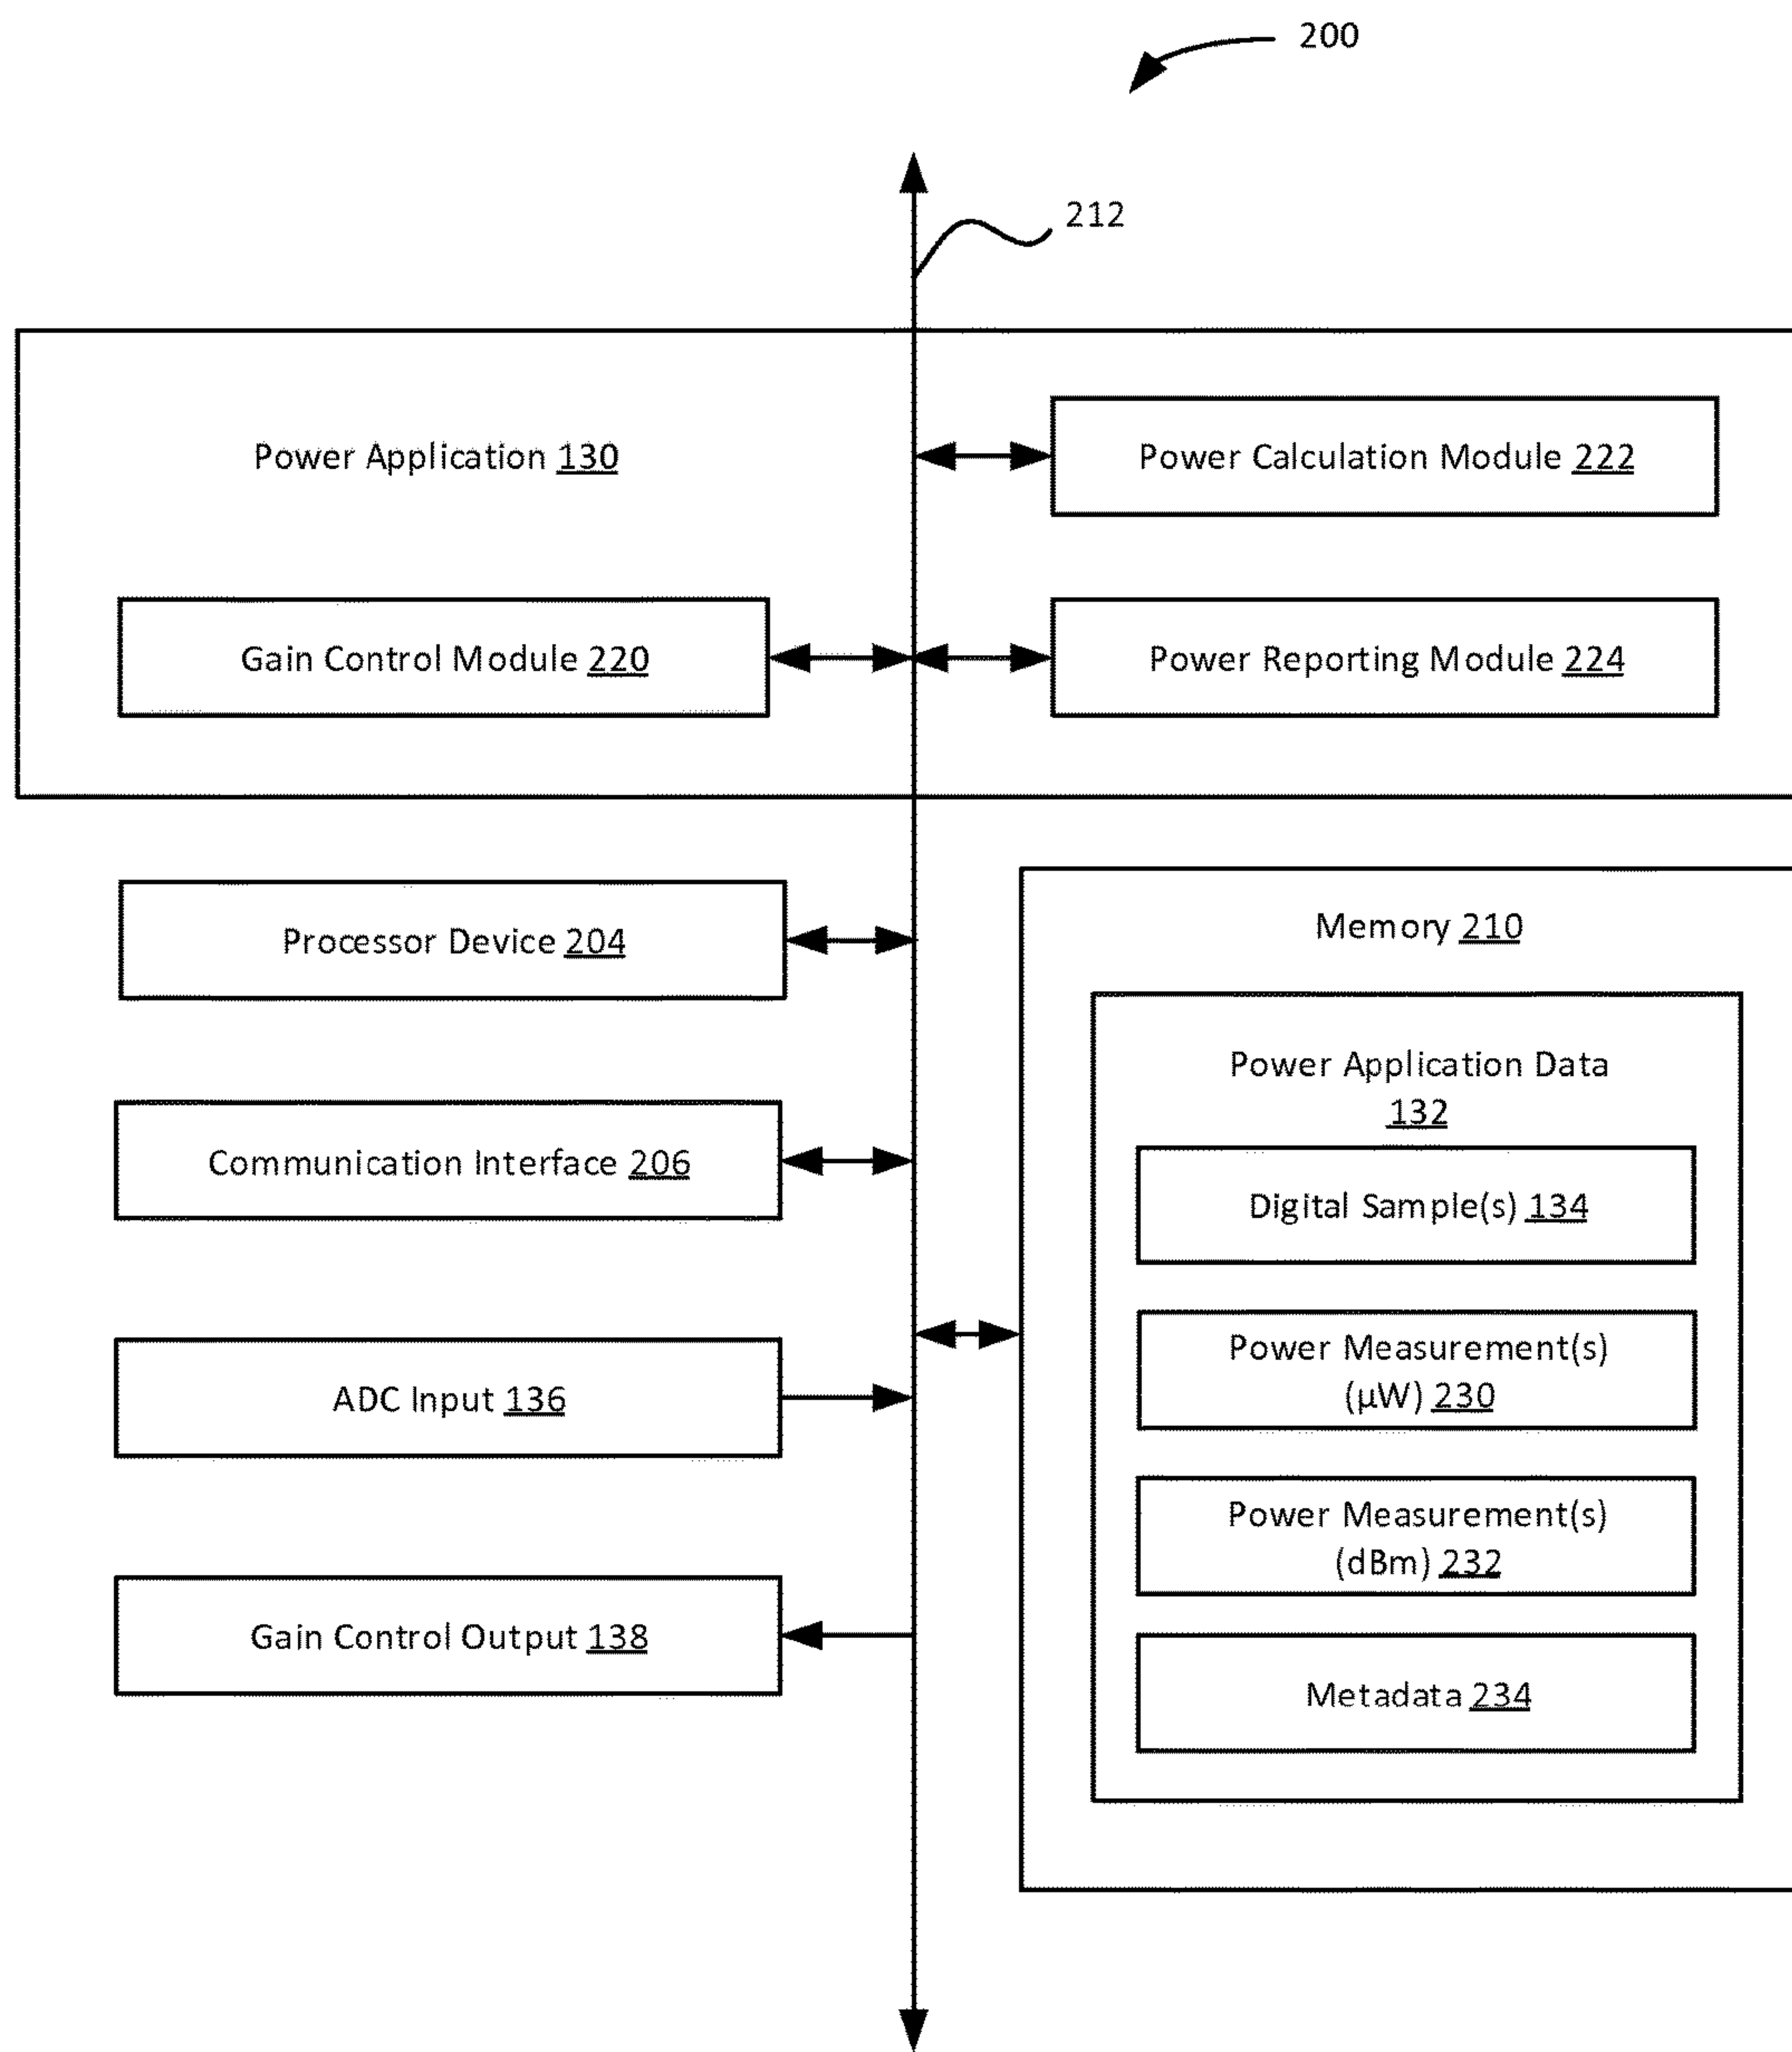 200
212
Power Application 130
Power Calculation Module 222
Gain Control Module 220
Power Reporting Module 224
Processor Device 204
Communication Interface 206
ADC Input 136
Gain Control Output 138
Memory 210
Power Application Data
132
Digital Sample(s) 134
Power Measurement(s)
(µW) 230
Power Measurement(s)
(dBm) 232
Metadata 234